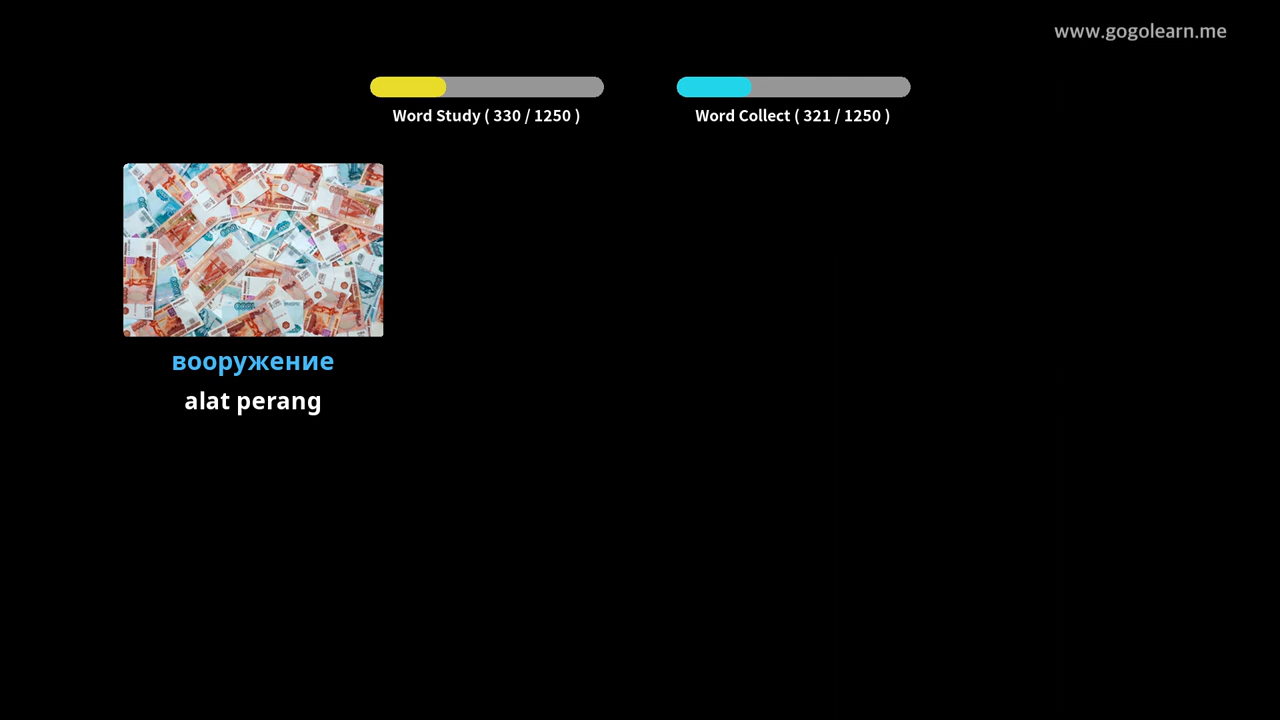 www.gogolearn.me
Word Study ( 330 / 1250 )
Word Collect ( 321 / 1250 )
вооружение
alat perang